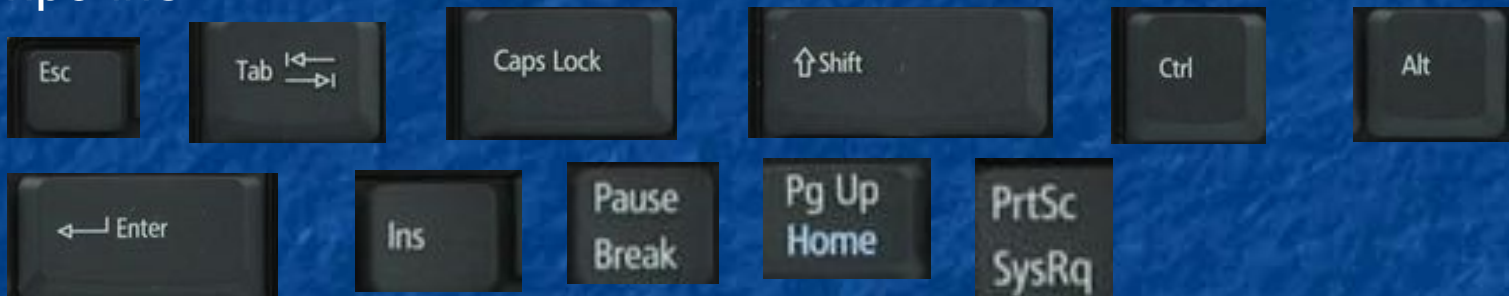 Esc
Tab
Caps Lock
Shift
Ctrl
Alt
Enter
Ins
Pause
Break
Pg Up
Home
PrtSc
SysRq